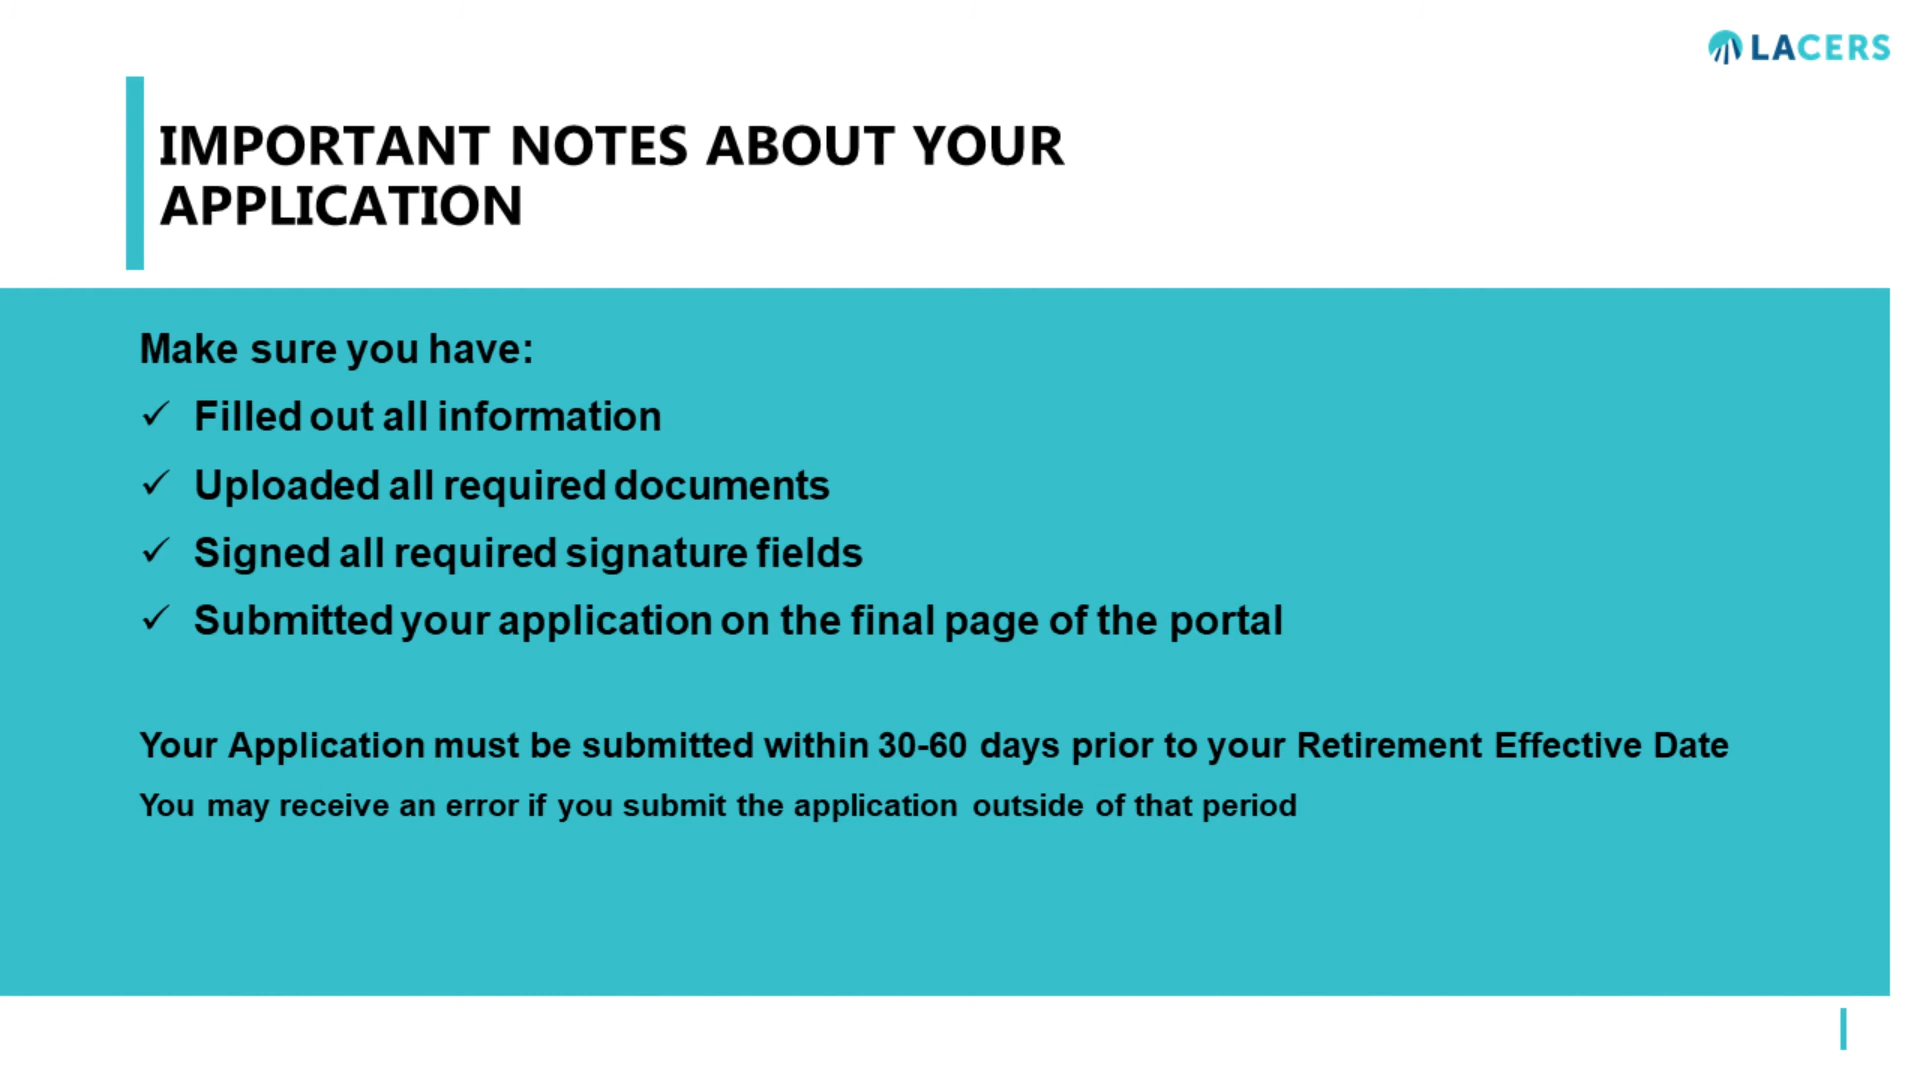 LACERS
IMPORTANT NOTES ABOUT YOUR
APPLICATION
Make sure you have:
✓ Filled out all information
✓ Uploaded all required documents
✓ Signed all required signature fields
✓ Submitted your application on the final page of the portal
Your Application must be submitted within 30-60 days prior to your Retirement Effective Date
You may receive an error if you submit the application outside of that period